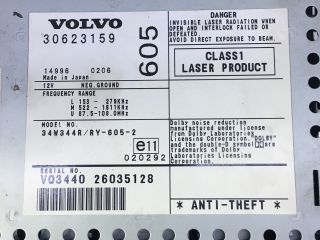 VOLVO
30623159
605
14996 0206
Made in Japan
12V NEG.GROUND
FREQUENCY RANGE
L 153 - 279KHz
M 522 - 1611KHz
U 87.5-108.0MHz
MODEL NO.
34W344R/RY-605-2
e11
020292
SERIAL NO.
V03440 26035128
DANGER
INVISIBLE LASER RADIATION WHEN
OPEN AND INTERLOCK FAILED OR
DEFEATED.
AVOID DIRECT EXPOSURE TO BEAM.
CLASS1
LASER PRODUCT
Dolby noise reduction
manufactured under license
from Dolby Laboratories
Licensing Corporation. "DOLBY"
and the double-D symbol
are trademarks of Dolby
Laboratories Licensing
Corporation.
* ANTI-THEFT *